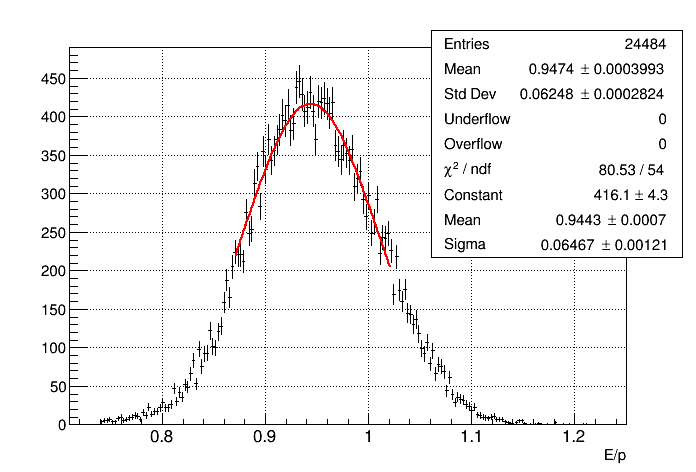 Entries 24484
Mean 0.9474 ± 0.0003993
Std Dev 0.06248 ± 0.0002824
Underflow 0
Overflow 0
χ² / ndf 80.53 / 54
Constant 416.1 ± 4.3
Mean 0.9443 ± 0.0007
Sigma 0.06467 ± 0.00121
450
400
350
300
250
200
150
100
50
0
0.8 0.9 1 1.1 1.2
E/p